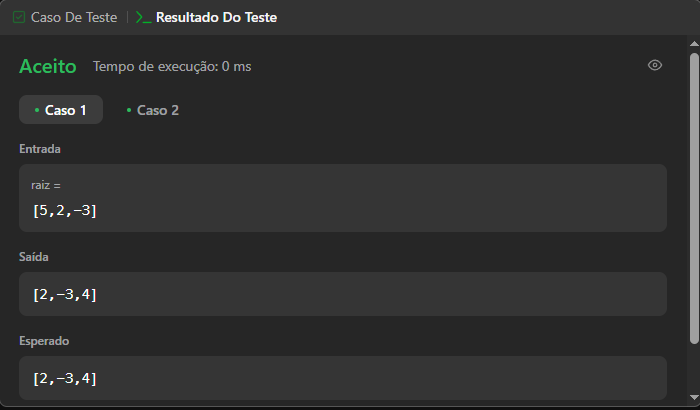 Caso De Teste
Resultado Do Teste
Aceito Tempo de execução: 0 ms
• Caso 1 • Caso 2
Entrada
raiz =
[5,2,−3]
Saída
[2,−3,4]
Esperado
[2,−3,4]